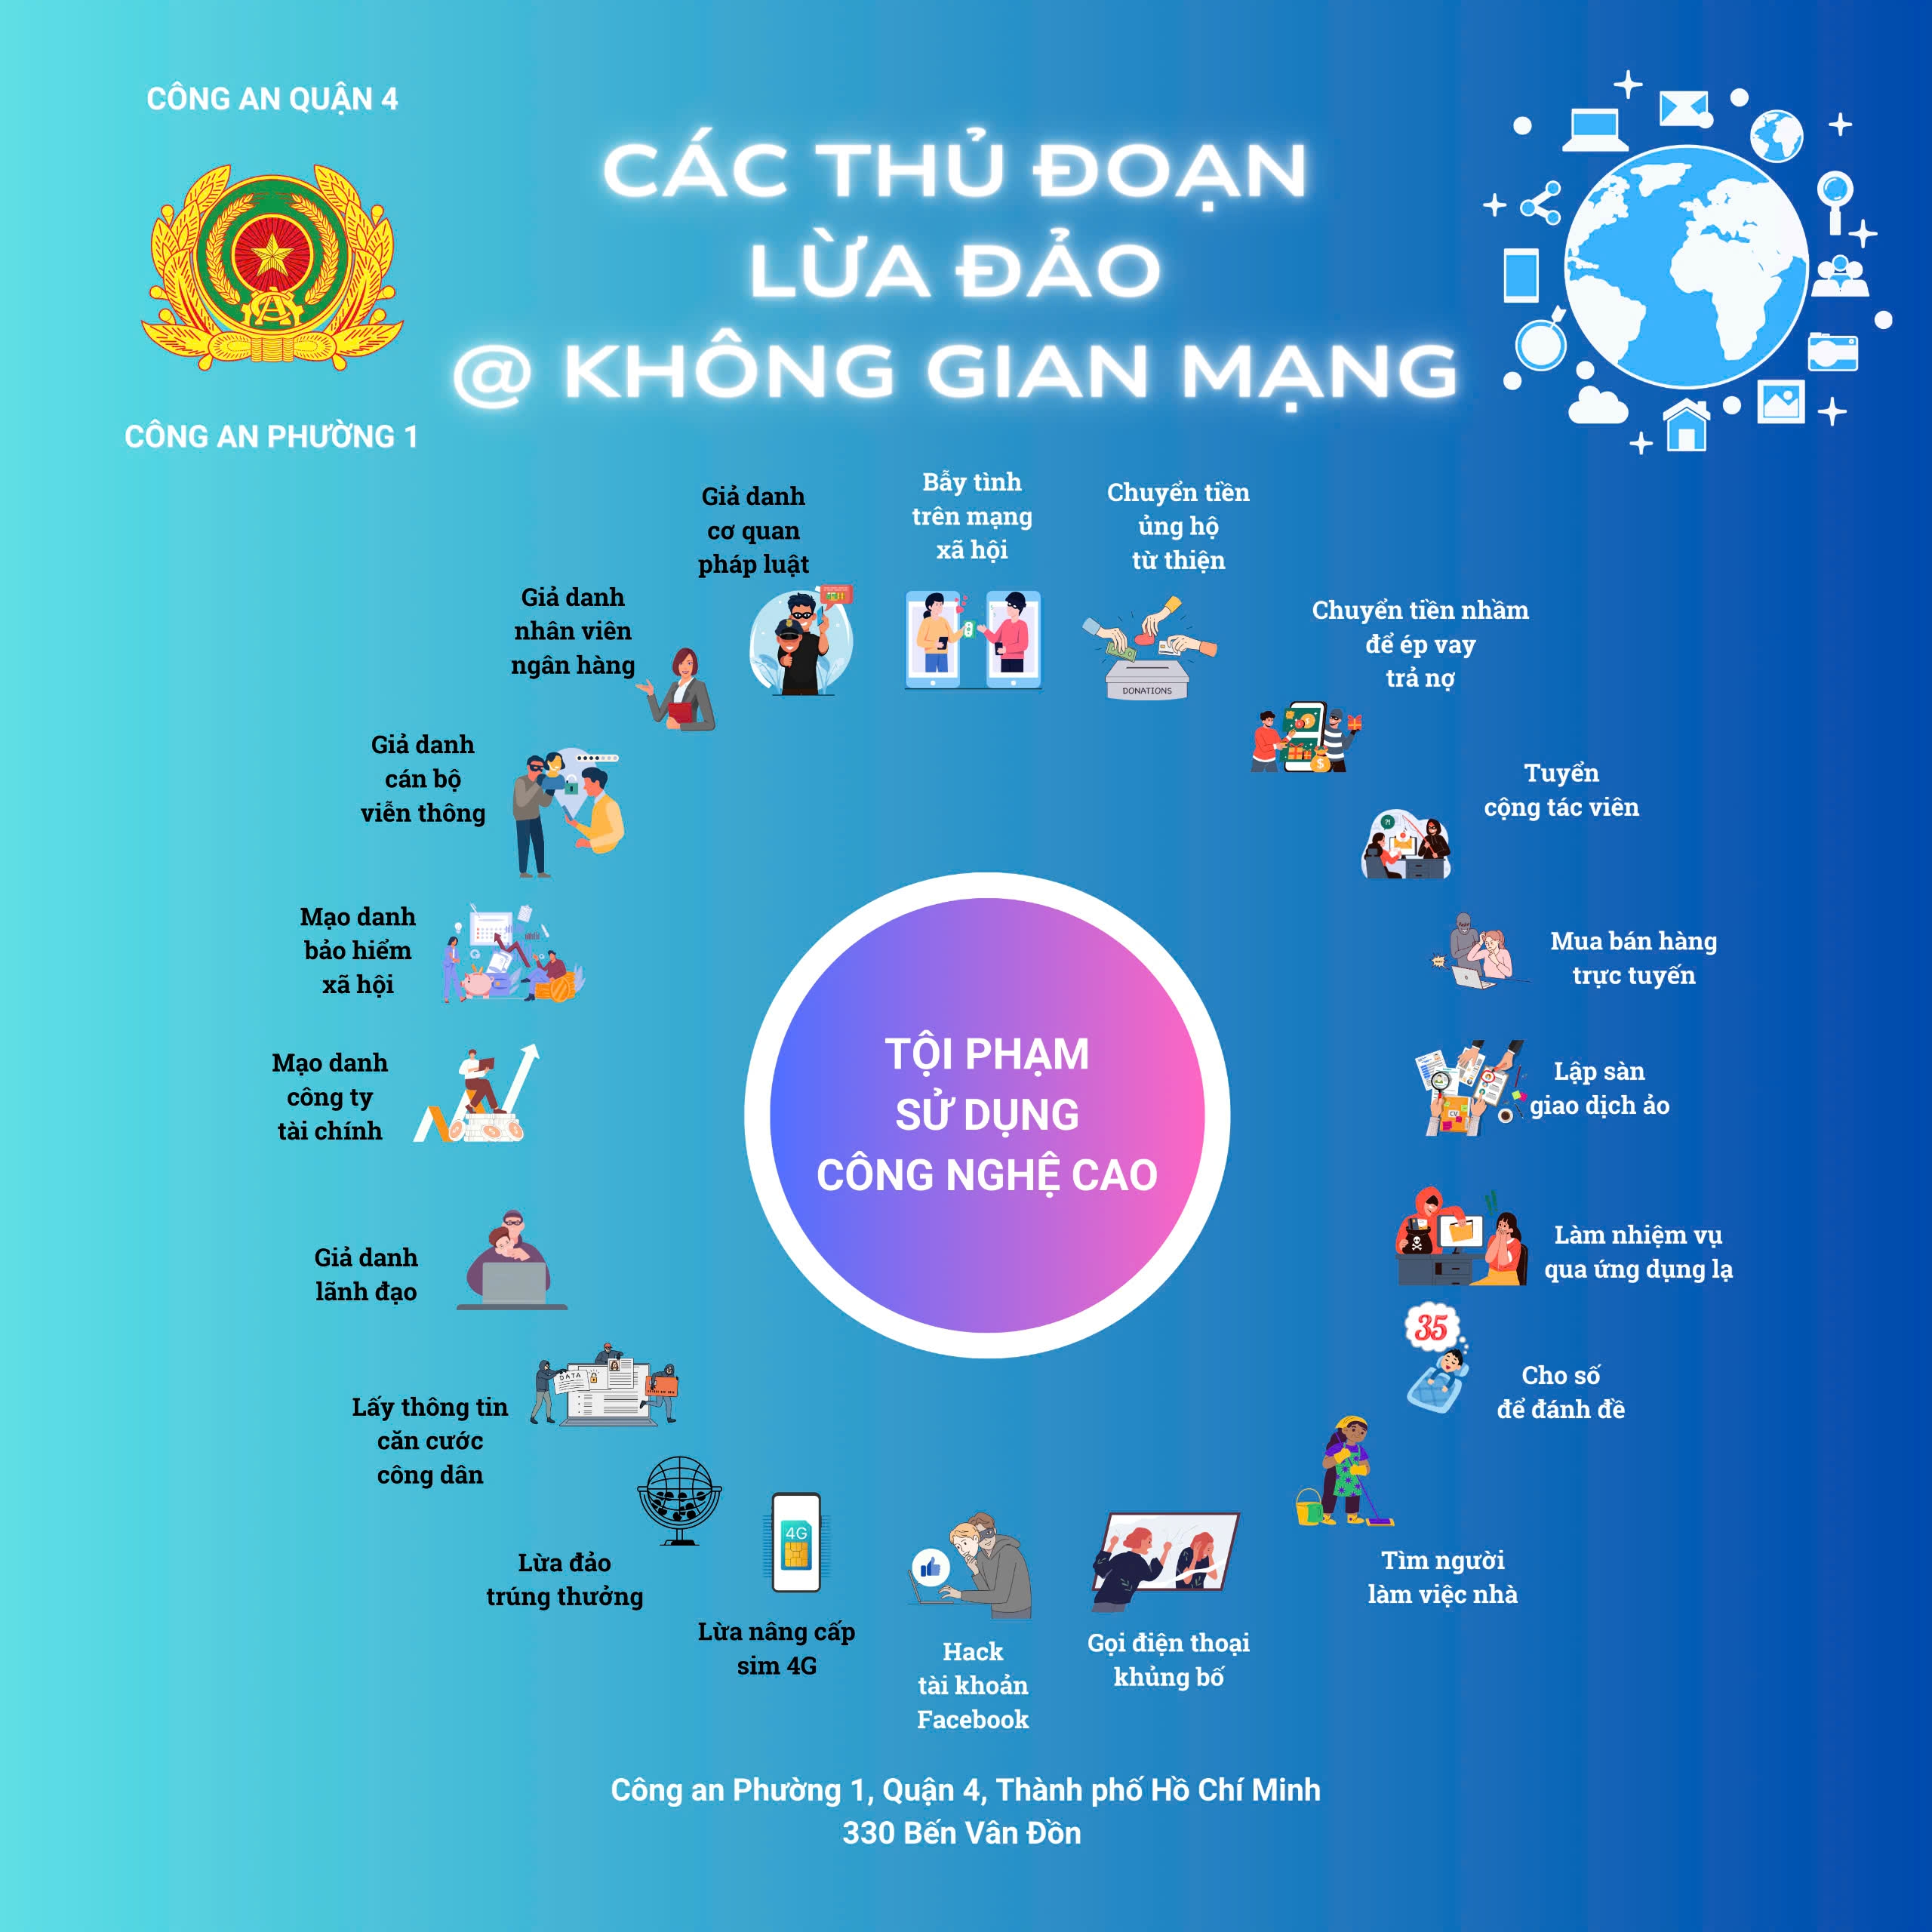 CÔNG AN QUẬN 4
CÔNG AN PHƯỜNG 1
CÁC THỦ ĐOẠN
LỪA ĐẢO
@ KHÔNG GIAN MẠNG
Giả danh
cơ quan
pháp luật
Bẫy tình
trên mạng
xã hội
Chuyển tiền
ủng hộ
từ thiện
DONATIONS
Chuyển tiền nhầm
để ép vay
trả nợ
Tuyển
cộng tác viên
Mua bán hàng
trực tuyến
Lập sàn
giao dịch ảo
CV
Làm nhiệm vụ
qua ứng dụng lạ
35
Cho số
để đánh đề
Tìm người
làm việc nhà
Gọi điện thoại
khủng bố
Hack
tài khoản
Facebook
4G
Lừa nâng cấp
sim 4G
Lừa đảo
trúng thưởng
DATA
Lấy thông tin
căn cước
công dân
Giả danh
lãnh đạo
Mạo danh
công ty
tài chính
Mạo danh
bảo hiểm
xã hội
Giả danh
cán bộ
viễn thông
Giả danh
nhân viên
ngân hàng
TỘI PHẠM
SỬ DỤNG
CÔNG NGHỆ CAO
Công an Phường 1, Quận 4, Thành phố Hồ Chí Minh
330 Bến Vân Đồn